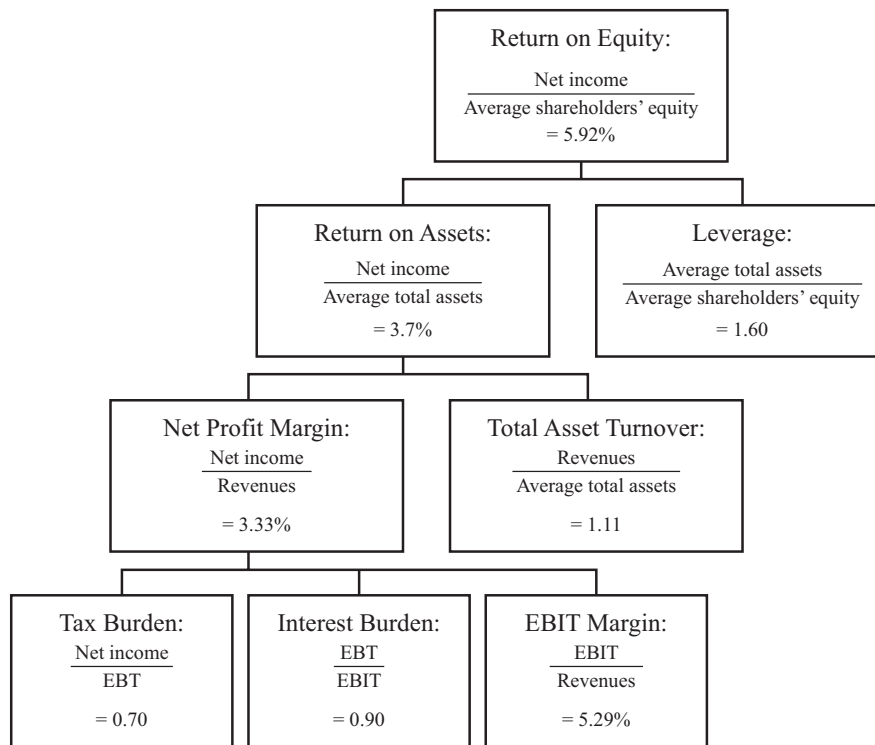 Return on Equity:
Net income
Average shareholders’ equity
= 5.92%
Return on Assets:
Net income
Average total assets
= 3.7%
Leverage:
Average total assets
Average shareholders’ equity
= 1.60
Net Profit Margin:
Net income
Revenues
= 3.33%
Total Asset Turnover:
Revenues
Average total assets
= 1.11
Tax Burden:
Net income
EBT
= 0.70
Interest Burden:
EBT
EBIT
= 0.90
EBIT Margin:
EBIT
Revenues
= 5.29%